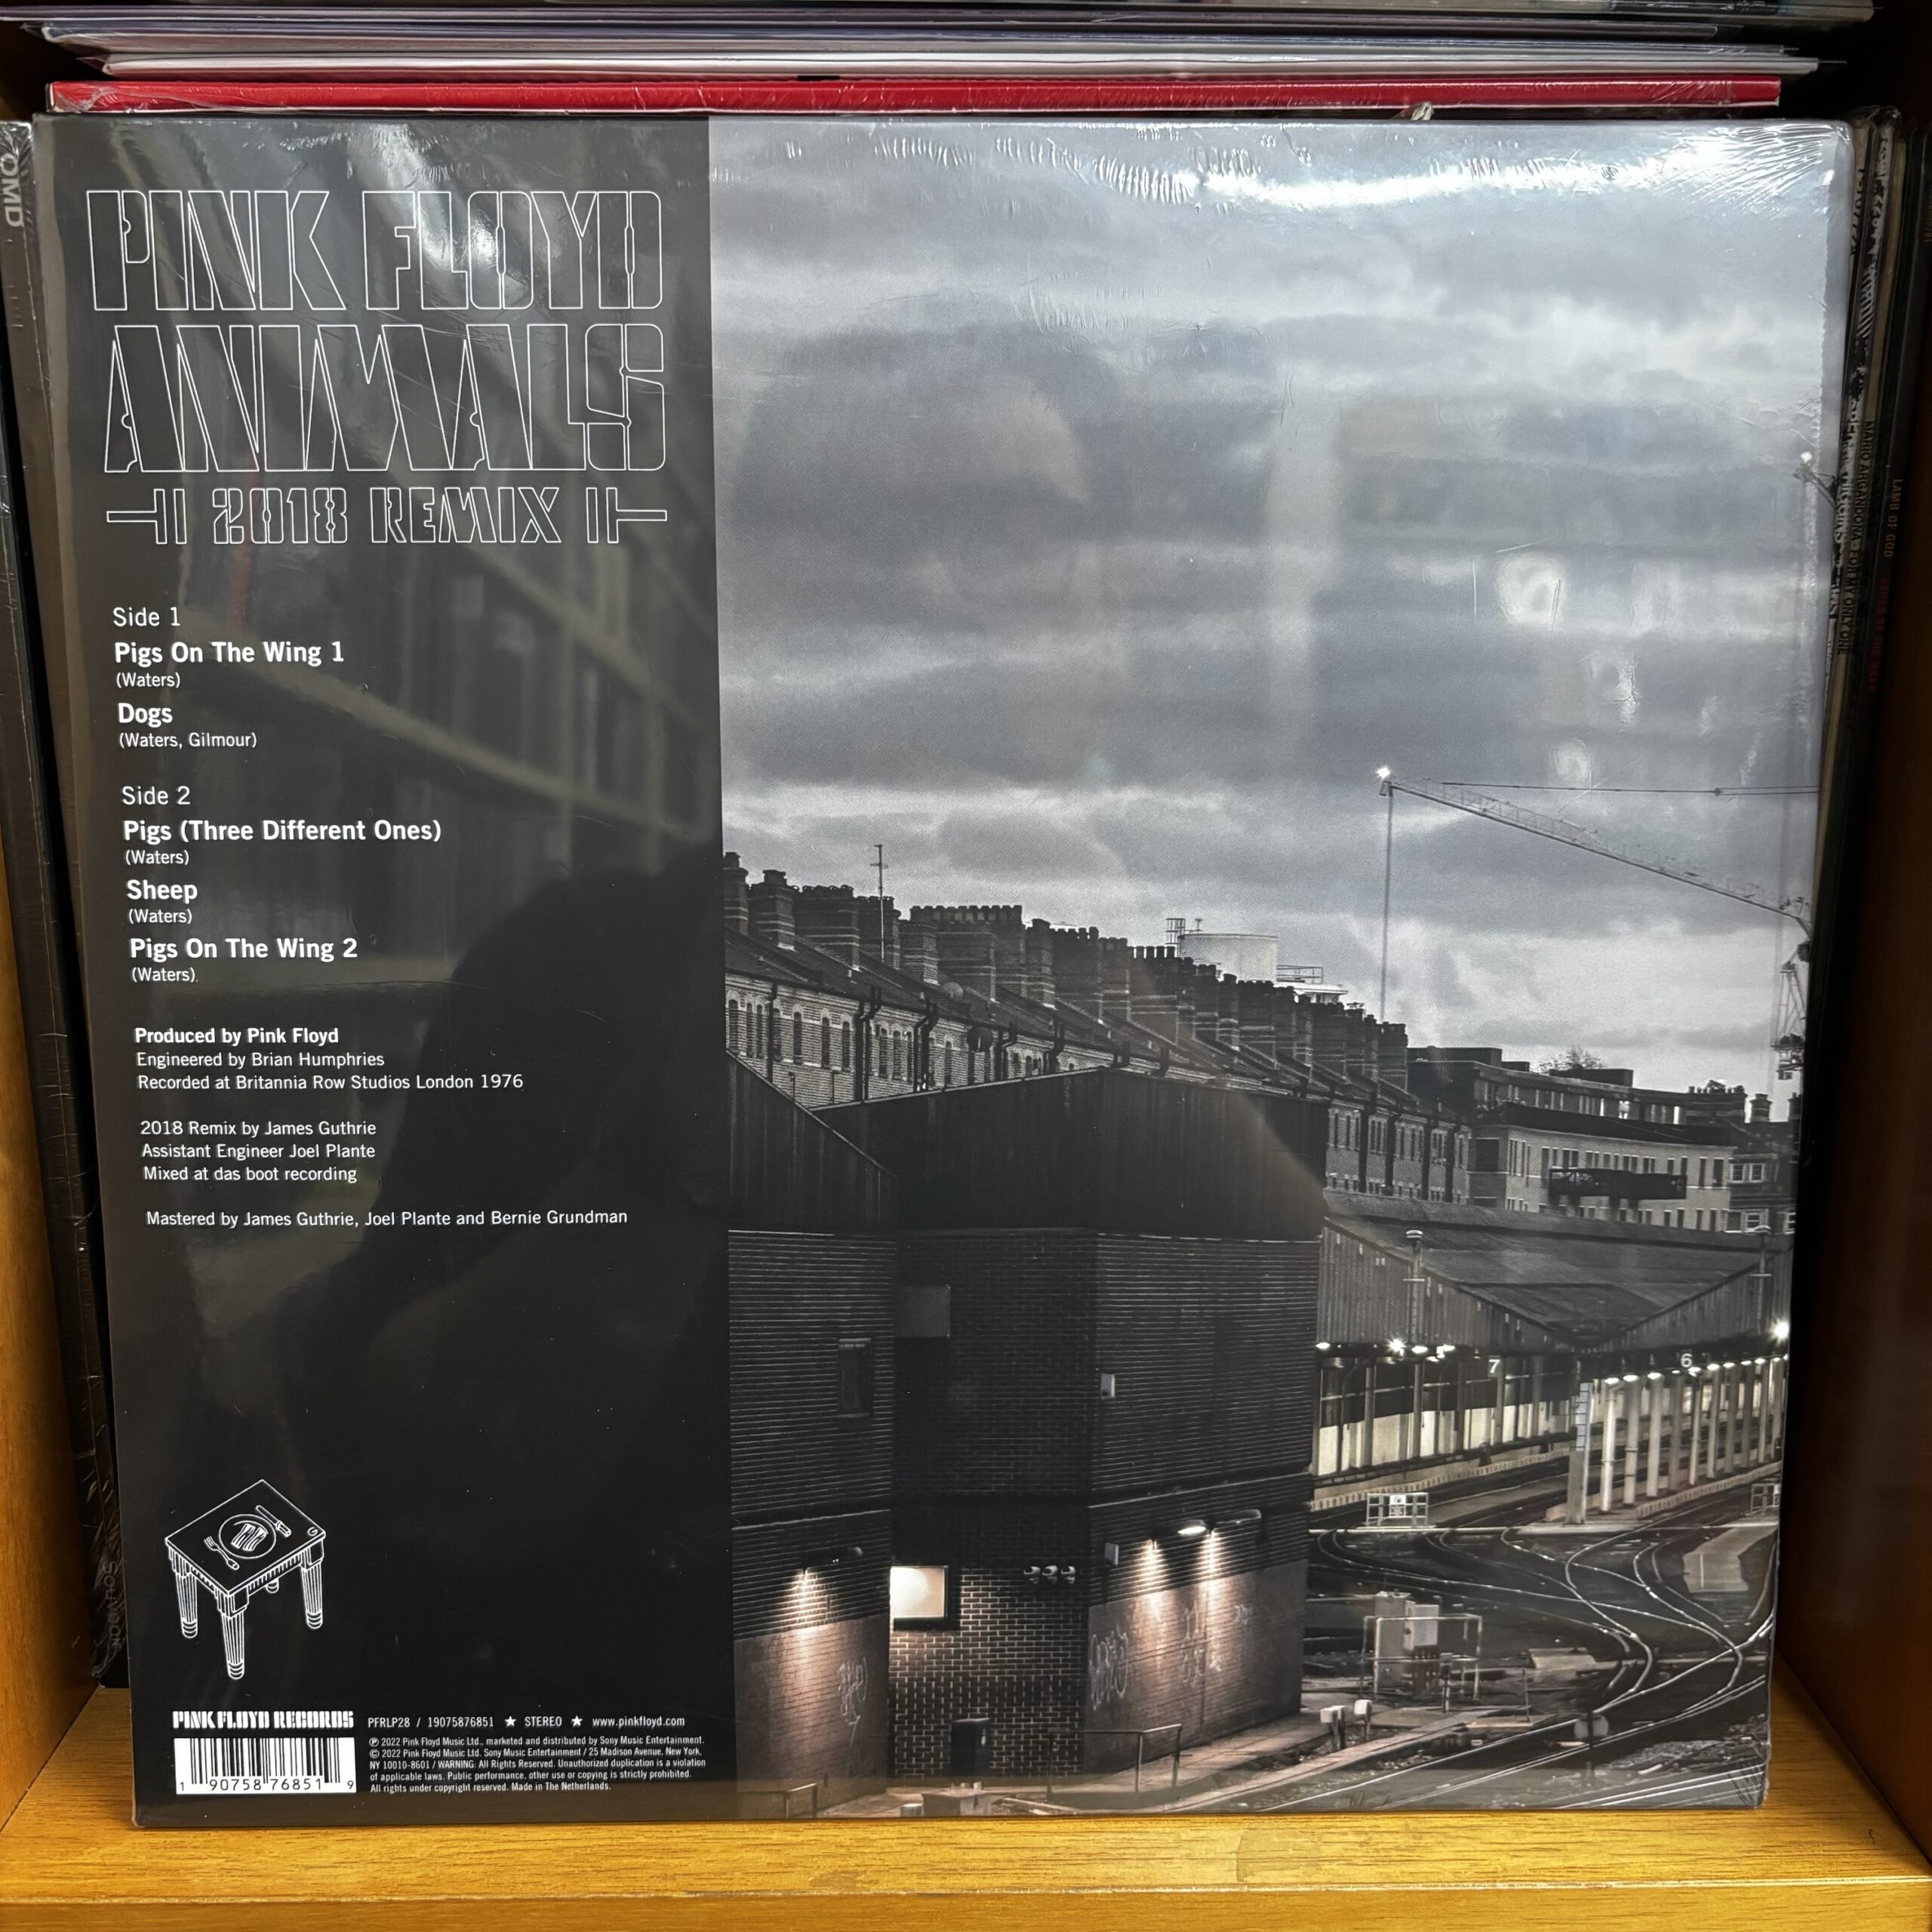 PINK FLOYD
ANIMALS
2018 REMIX
Side 1
Pigs On The Wing 1
(Waters)
Dogs
(Waters, Gilmour)
Side 2
Pigs (Three Different Ones)
(Waters)
Sheep
(Waters)
Pigs On The Wing 2
(Waters).
Produced by Pink Floyd
Engineered by Brian Humphries
Recorded at Britannia Row Studios London 1976
2018 Remix by James Guthrie
Assistant Engineer Joel Plante
Mixed at das boot recording
Mastered by James Guthrie, Joel Plante and Bernie Grundman
PINK FLOYD RECORDS
PFRLP28 / 19075876851 ★ STEREO ★ www.pinkfloyd.com
℗ 2022 Pink Floyd Music Ltd., marketed and distributed by Sony Music Entertainment.
© 2022 Pink Floyd Music Ltd. Sony Music Entertainment / 25 Madison Avenue, New York,
NY 10010-8601 / WARNING: All Rights Reserved. Unauthorized duplication is a violation
of applicable laws. Public performance, other use or copying is strictly prohibited.
All rights under copyright reserved. Made in The Netherlands.
1 90758 76851 9
7
6
OMD
LAMB OF GOD